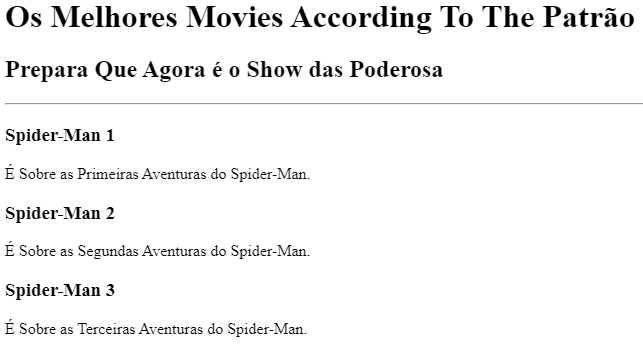 Os Melhores Movies According To The Patrão
Prepara Que Agora é o Show das Poderosa
Spider-Man 1
É Sobre as Primeiras Aventuras do Spider-Man.
Spider-Man 2
É Sobre as Segundas Aventuras do Spider-Man.
Spider-Man 3
É Sobre as Terceiras Aventuras do Spider-Man.